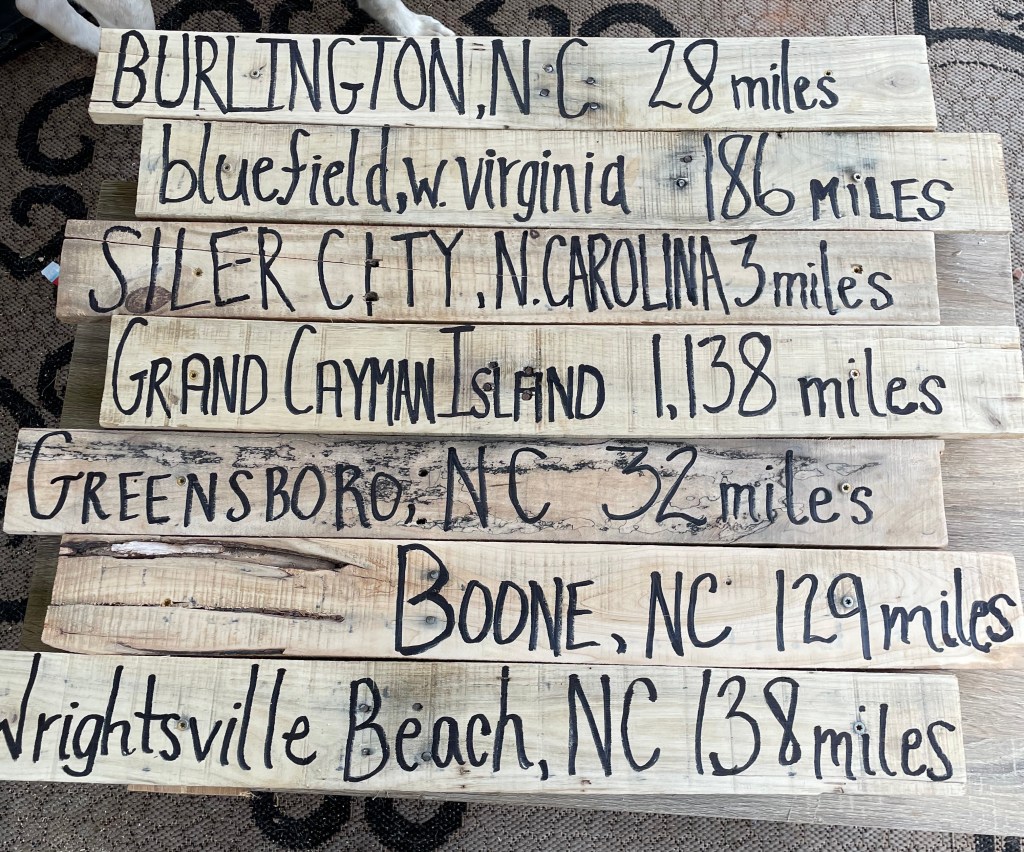 BURLINGTON, N.C 28 miles
bluefield, w. virginia 186 MiLES
SILER CITY, N. CAROLINA 3 miles
GRAND CAYMAN ISLAND 1,138 miles
GREENSBORO, NC 32 miles
BOONE, NC 129 miles
Wrightsville Beach, NC 138 miles